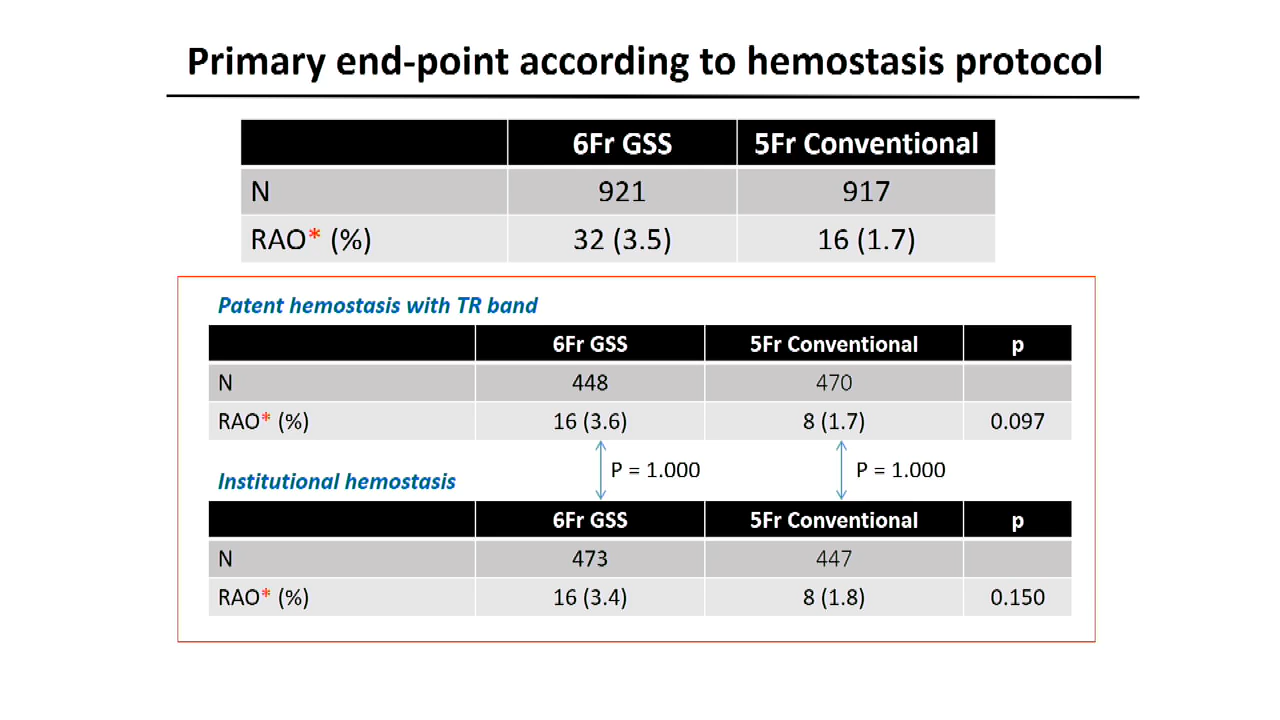 Primary end-point according to hemostasis protocol
6Fr GSS 5Fr Conventional
N 921 917
RAO* (%) 32 (3.5) 16 (1.7)
Patent hemostasis with TR band
6Fr GSS 5Fr Conventional p
N 448 470
RAO* (%) 16 (3.6) 8 (1.7) 0.097
P = 1.000 P = 1.000
Institutional hemostasis
6Fr GSS 5Fr Conventional p
N 473 447
RAO* (%) 16 (3.4) 8 (1.8) 0.150